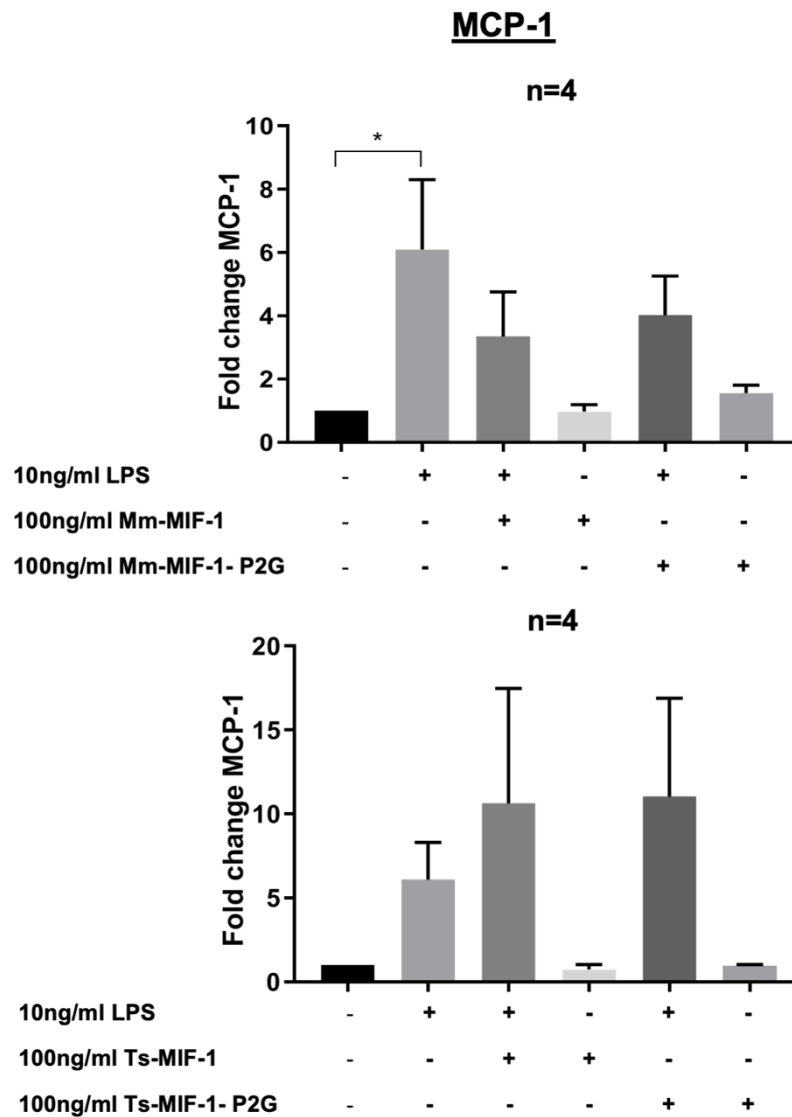 MCP-1
n=4
Fold change MCP-1
10
*
8
6
4
2
0
10ng/ml LPS - + + - + -
100ng/ml Mm-MIF-1 - - + + - -
100ng/ml Mm-MIF-1- P2G - - - - + +
n=4
Fold change MCP-1
20
15
10
5
0
10ng/ml LPS - + + - + -
100ng/ml Ts-MIF-1 - - + + - -
100ng/ml Ts-MIF-1- P2G - - - - + +